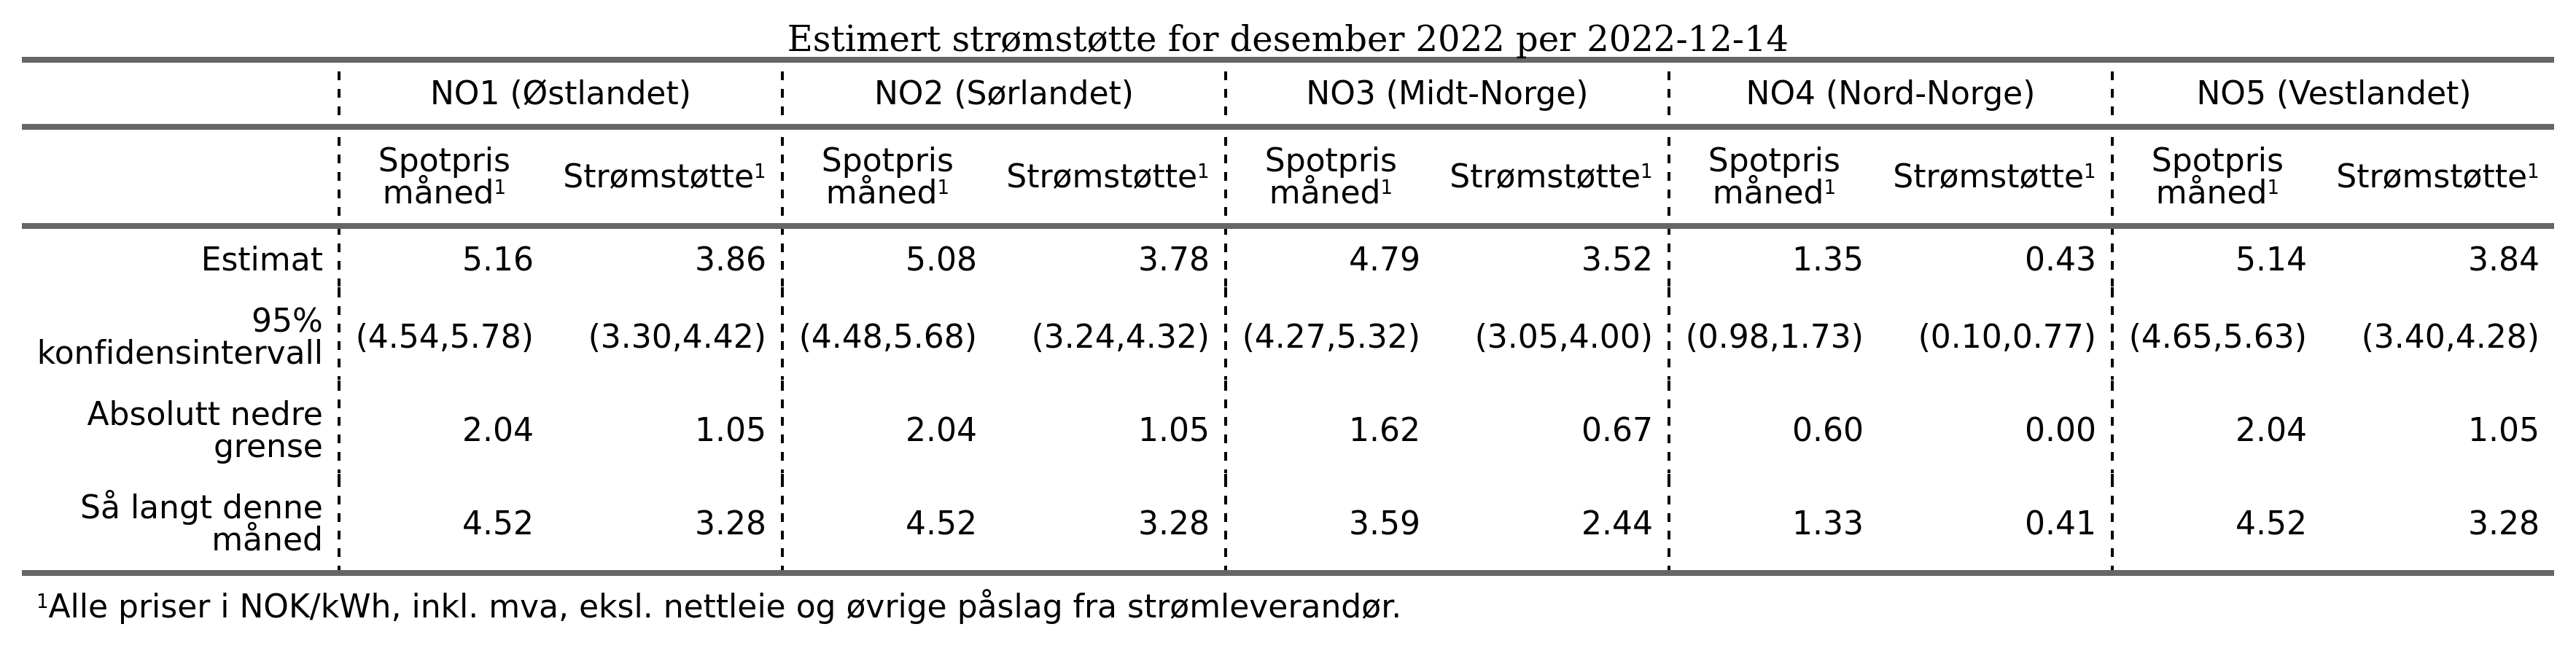 Estimert strømstøtte for desember 2022 per 2022-12-14
NO1 (Østlandet) NO2 (Sørlandet) NO3 (Midt-Norge) NO4 (Nord-Norge) NO5 (Vestlandet)
Spotpris måned¹ Strømstøtte¹ Spotpris måned¹ Strømstøtte¹ Spotpris måned¹ Strømstøtte¹ Spotpris måned¹ Strømstøtte¹ Spotpris måned¹ Strømstøtte¹
Estimat 5.16 3.86 5.08 3.78 4.79 3.52 1.35 0.43 5.14 3.84
95% konfidensintervall (4.54,5.78) (3.30,4.42) (4.48,5.68) (3.24,4.32) (4.27,5.32) (3.05,4.00) (0.98,1.73) (0.10,0.77) (4.65,5.63) (3.40,4.28)
Absolutt nedre grense 2.04 1.05 2.04 1.05 1.62 0.67 0.60 0.00 2.04 1.05
Så langt denne måned 4.52 3.28 4.52 3.28 3.59 2.44 1.33 0.41 4.52 3.28
¹Alle priser i NOK/kWh, inkl. mva, eksl. nettleie og øvrige påslag fra strømleverandør.